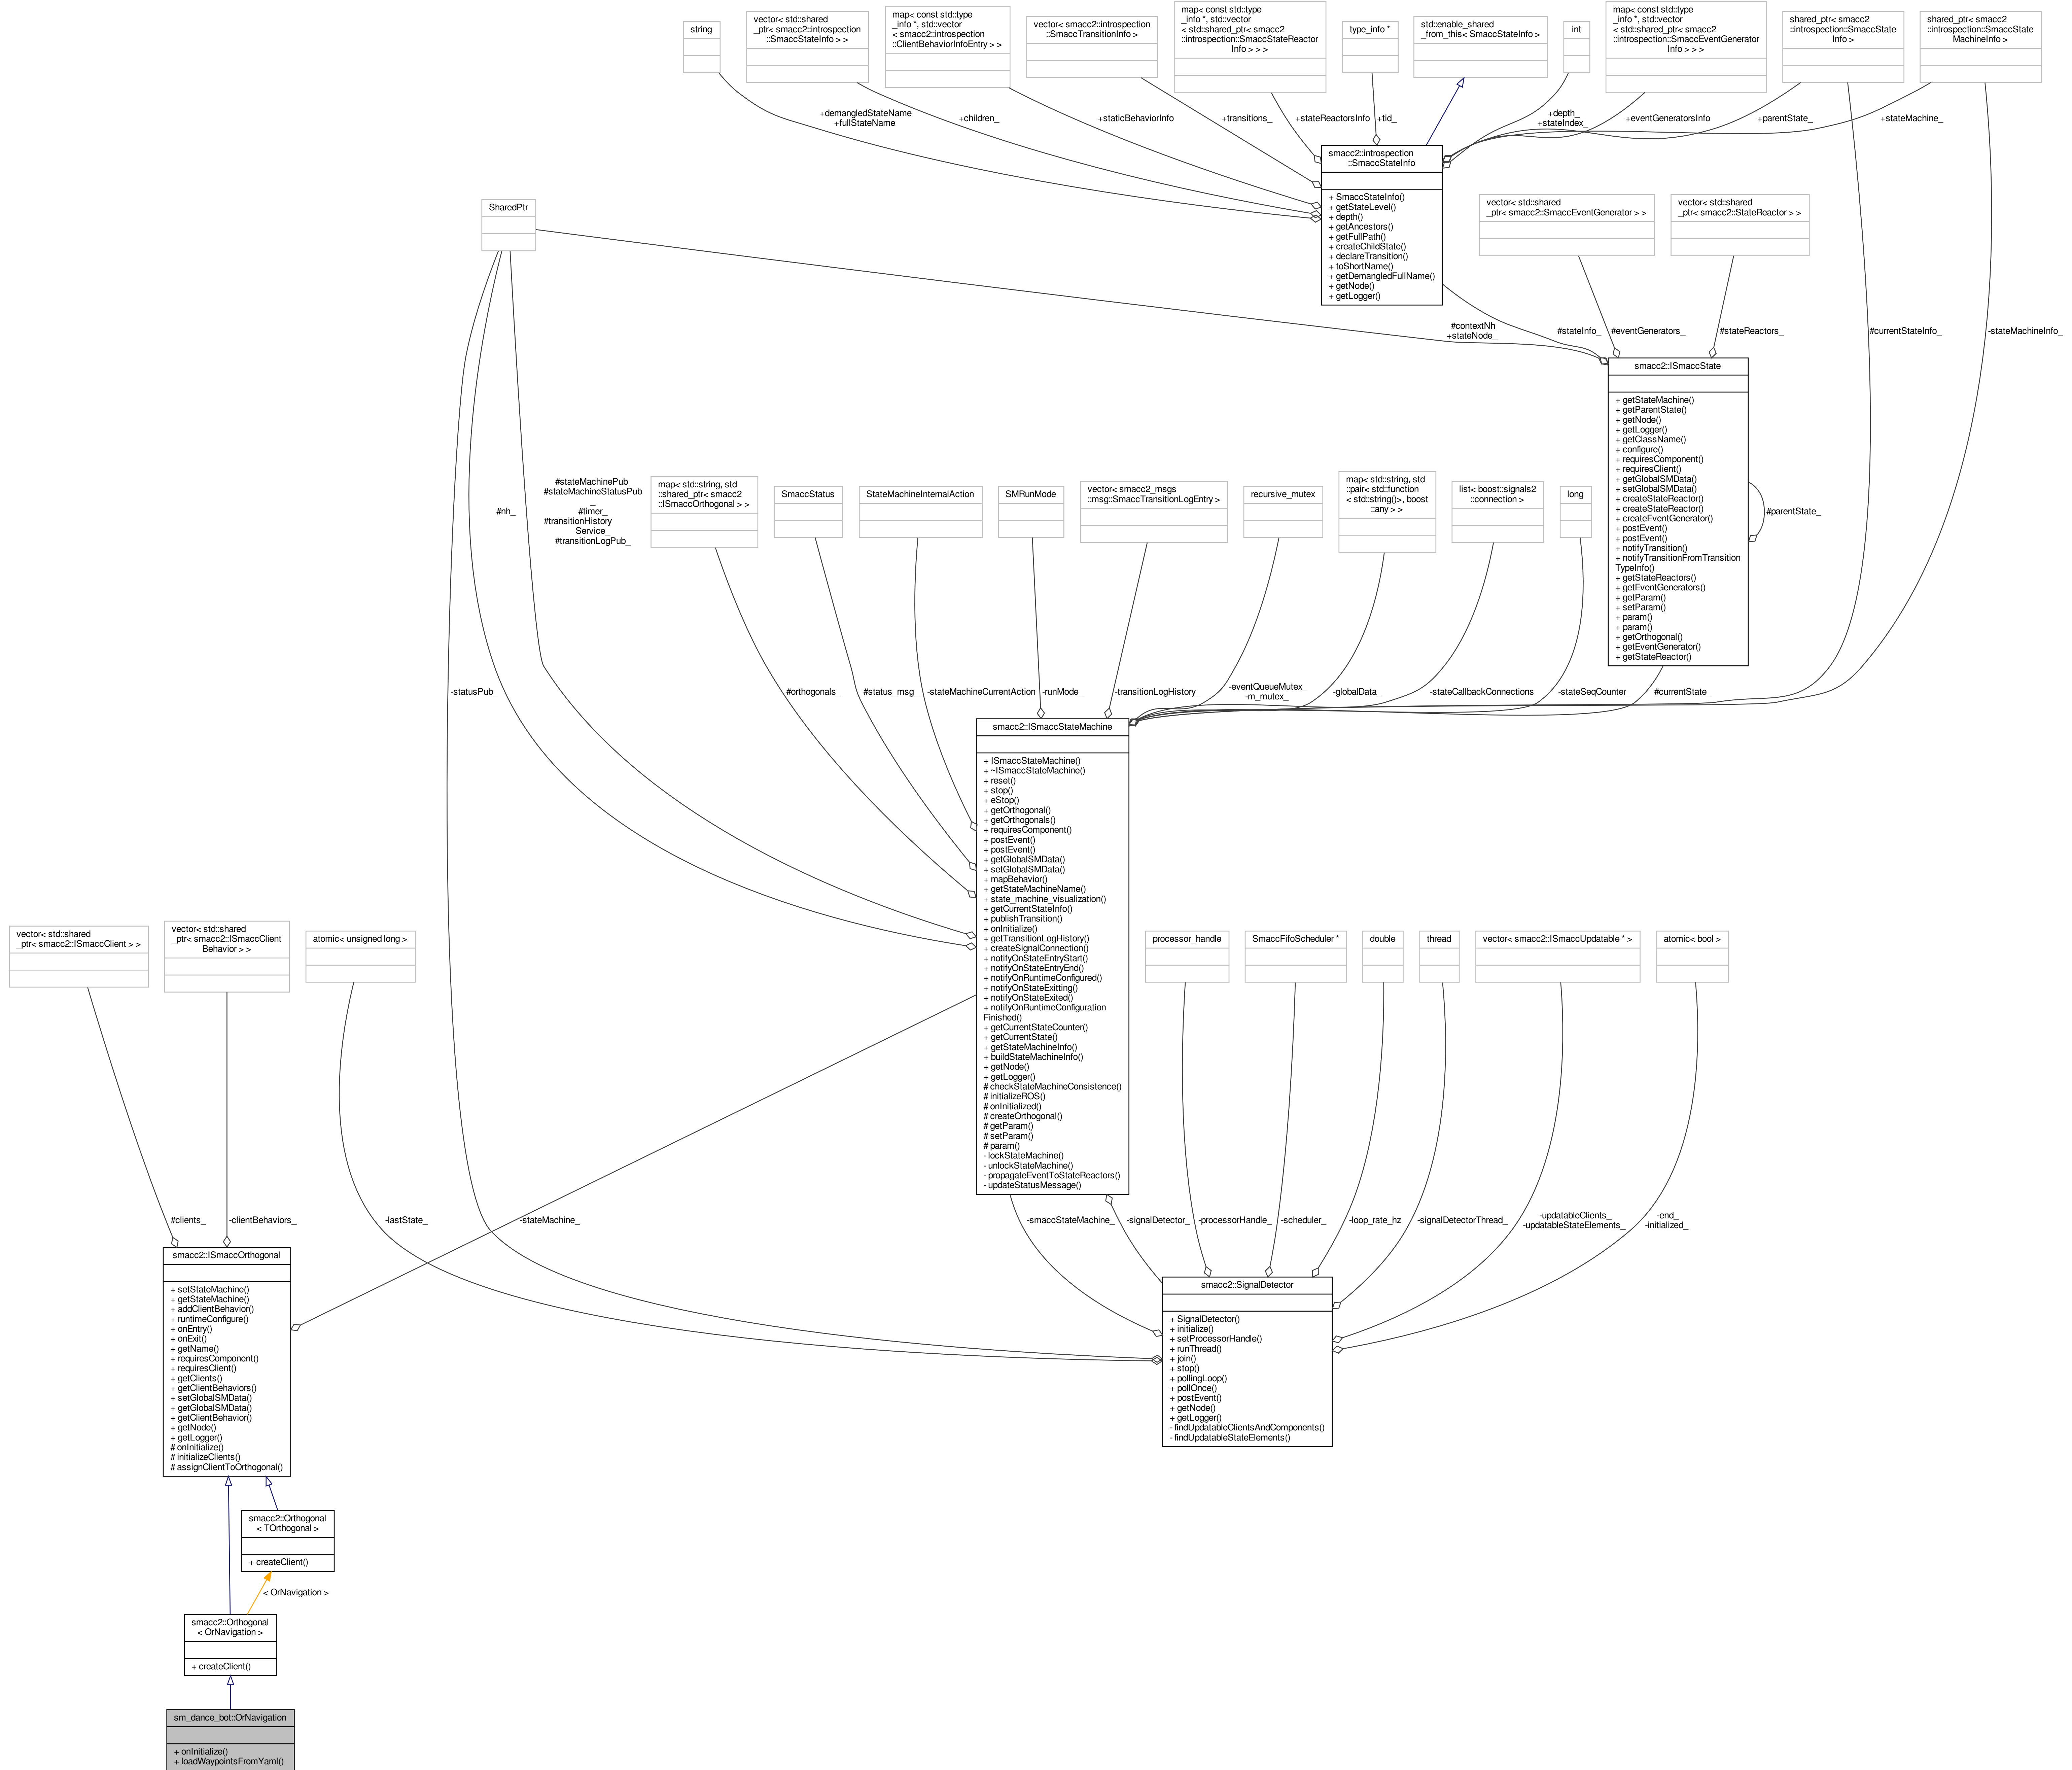 string
vector< std::shared
_ptr< smacc2::introspection
::SmaccStateInfo > >
map< const std::type
_info *, std::vector
< smacc2::introspection
::ClientBehaviorInfoEntry > >
vector< smacc2::introspection
::SmaccTransitionInfo >
map< const std::type
_info *, std::vector
< std::shared_ptr< smacc2
::introspection::SmaccStateReactor
Info > > >
type_info *
std::enable_shared
_from_this< SmaccStateInfo >
int
map< const std::type
_info *, std::vector
< std::shared_ptr< smacc2
::introspection::SmaccEventGenerator
Info > > >
shared_ptr< smacc2
::introspection::SmaccState
Info >
shared_ptr< smacc2
::introspection::SmaccState
MachineInfo >
+demangledStateName
+fullStateName
+children_
+staticBehaviorInfo
+transitions_
+stateReactorsInfo
+tid_
+depth_
+stateIndex_
+eventGeneratorsInfo
+parentState_
+stateMachine_
smacc2::introspection
::SmaccStateInfo
+ SmaccStateInfo()
+ getStateLevel()
+ depth()
+ getAncestors()
+ getFullPath()
+ createChildState()
+ declareTransition()
+ toShortName()
+ getDemangledFullName()
+ getNode()
+ getLogger()
SharedPtr
vector< std::shared
_ptr< smacc2::SmaccEventGenerator > >
vector< std::shared
_ptr< smacc2::StateReactor > >
#contextNh
+stateNode_
#stateInfo_
#eventGenerators_
#stateReactors_
#currentStateInfo_
-stateMachineInfo_
smacc2::ISmaccState
+ getStateMachine()
+ getParentState()
+ getNode()
+ getLogger()
+ getClassName()
+ configure()
+ requiresComponent()
+ requiresClient()
+ getGlobalSMData()
+ setGlobalSMData()
+ createStateReactor()
+ createStateReactor()
+ createEventGenerator()
+ postEvent()
+ postEvent()
+ notifyTransition()
+ notifyTransitionFromTransition
TypeInfo()
+ getStateReactors()
+ getEventGenerators()
+ getParam()
+ setParam()
+ param()
+ param()
+ getOrthogonal()
+ getEventGenerator()
+ getStateReactor()
#parentState_
#nh_
#stateMachinePub_
#stateMachineStatusPub
_
#timer_
#transitionHistory
Service_
#transitionLogPub_
map< std::string, std
::shared_ptr< smacc2
::ISmaccOrthogonal > >
SmaccStatus
StateMachineInternalAction
SMRunMode
vector< smacc2_msgs
::msg::SmaccTransitionLogEntry >
recursive_mutex
map< std::string, std
::pair< std::function
< std::string()>, boost
::any > >
list< boost::signals2
::connection >
long
-statusPub_
#orthogonals_
#status_msg_
-stateMachineCurrentAction
-runMode_
-transitionLogHistory_
-eventQueueMutex_
-m_mutex_
-globalData_
-stateCallbackConnections
-stateSeqCounter_
#currentState_
smacc2::ISmaccStateMachine
+ ISmaccStateMachine()
+ ~ISmaccStateMachine()
+ reset()
+ stop()
+ eStop()
+ getOrthogonal()
+ getOrthogonals()
+ requiresComponent()
+ postEvent()
+ postEvent()
+ getGlobalSMData()
+ setGlobalSMData()
+ mapBehavior()
+ getStateMachineName()
+ state_machine_visualization()
+ getCurrentStateInfo()
+ publishTransition()
+ onInitialize()
+ getTransitionLogHistory()
+ createSignalConnection()
+ notifyOnStateEntryStart()
+ notifyOnStateEntryEnd()
+ notifyOnRuntimeConfigured()
+ notifyOnStateExitting()
+ notifyOnStateExited()
+ notifyOnRuntimeConfiguration
Finished()
+ getCurrentStateCounter()
+ getCurrentState()
+ getStateMachineInfo()
+ buildStateMachineInfo()
+ getNode()
+ getLogger()
# checkStateMachineConsistence()
# initializeROS()
# onInitialized()
# createOrthogonal()
# getParam()
# setParam()
# param()
- lockStateMachine()
- unlockStateMachine()
- propagateEventToStateReactors()
- updateStatusMessage()
vector< std::shared
_ptr< smacc2::ISmaccClient > >
vector< std::shared
_ptr< smacc2::ISmaccClient
Behavior > >
atomic< unsigned long >
processor_handle
SmaccFifoScheduler *
double
thread
vector< smacc2::ISmaccUpdatable * >
atomic< bool >
#clients_
-clientBehaviors_
-lastState_
-stateMachine_
-smaccStateMachine_
-signalDetector_
-processorHandle_
-scheduler_
-loop_rate_hz
-signalDetectorThread_
-updatableClients_
-updatableStateElements_
-end_
-initialized_
smacc2::ISmaccOrthogonal
+ setStateMachine()
+ getStateMachine()
+ addClientBehavior()
+ runtimeConfigure()
+ onEntry()
+ onExit()
+ getName()
+ requiresComponent()
+ requiresClient()
+ getClients()
+ getClientBehaviors()
+ setGlobalSMData()
+ getGlobalSMData()
+ getClientBehavior()
+ getNode()
+ getLogger()
# onInitialize()
# initializeClients()
# assignClientToOrthogonal()
smacc2::SignalDetector
+ SignalDetector()
+ initialize()
+ setProcessorHandle()
+ runThread()
+ join()
+ stop()
+ pollingLoop()
+ pollOnce()
+ postEvent()
+ getNode()
+ getLogger()
- findUpdatableClientsAndComponents()
- findUpdatableStateElements()
smacc2::Orthogonal
< TOrthogonal >
+ createClient()
< OrNavigation >
smacc2::Orthogonal
< OrNavigation >
+ createClient()
sm_dance_bot::OrNavigation
+ onInitialize()
+ loadWaypointsFromYaml()